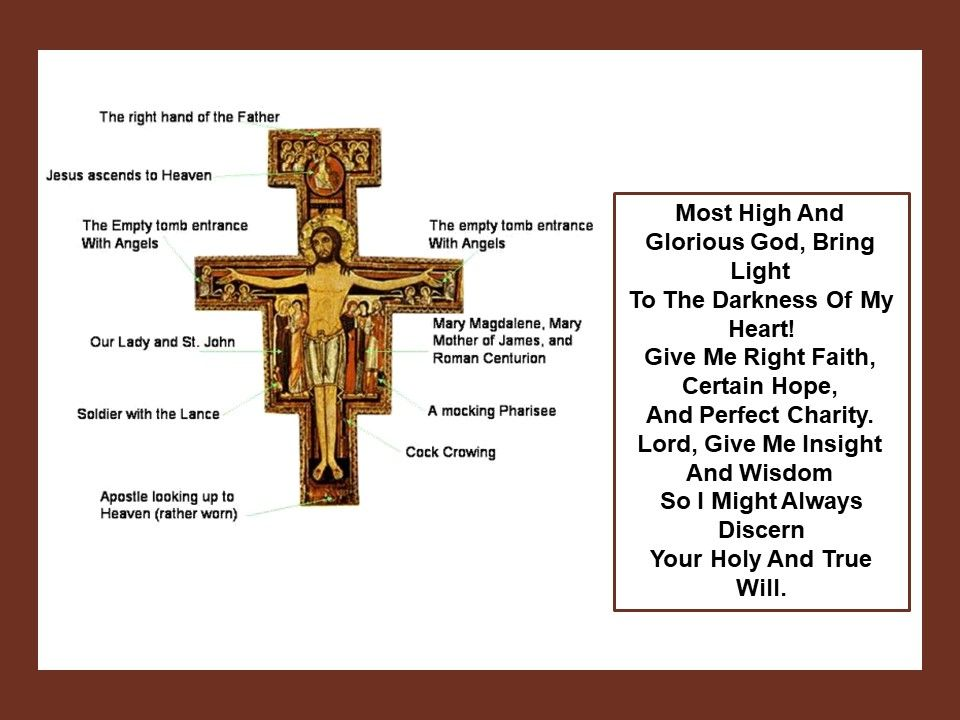 The right hand of the Father
Jesus ascends to Heaven
The Empty tomb entrance
With Angels
The empty tomb entrance
With Angels
Our Lady and St. John
Mary Magdalene, Mary
Mother of James, and
Roman Centurion
Soldier with the Lance
A mocking Pharisee
Cock Crowing
Apostle looking up to
Heaven (rather worn)
Most High And
Glorious God, Bring
Light
To The Darkness Of My
Heart!
Give Me Right Faith,
Certain Hope,
And Perfect Charity.
Lord, Give Me Insight
And Wisdom
So I Might Always
Discern
Your Holy And True
Will.